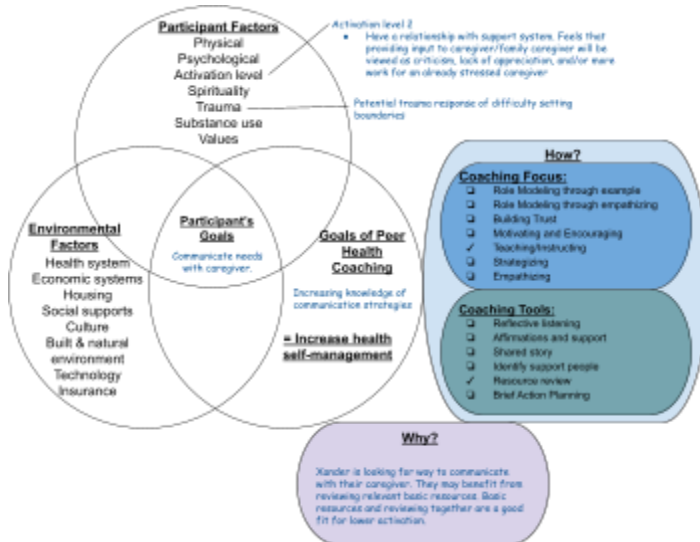 Participant Factors
Physical
Psychological
Activation level
Spirituality
Trauma
Substance use
Values
Activation level 2
• Have a relationship with support system. Feels that
providing input to caregiver/family caregiver will be
viewed as criticism, lack of appreciation, and/or more
work for an already stressed caregiver
Potential trauma response of difficulty setting
boundaries
Environmental
Factors
Health system
Economic systems
Housing
Social supports
Culture
Built & natural
environment
Technology
Insurance
Participant's
Goals
Communicate needs
with caregiver.
Goals of Peer
Health
Coaching
Increasing knowledge of
communication strategies
= Increase health
self-management
How?
Coaching Focus:
❏ Role Modeling through example
❏ Role Modeling through empathizing
❏ Building Trust
❏ Motivating and Encouraging
✓ Teaching/Instructing
❏ Strategizing
❏ Empathizing
Coaching Tools:
❏ Reflective listening
❏ Affirmations and support
❏ Shared story
❏ Identify support people
✓ Resource review
❏ Brief Action Planning
Why?
Xander is looking for way to communicate
with their caregiver. They may benefit from
reviewing relevant basic resources. Basic
resources and reviewing together are a good
fit for lower activation.